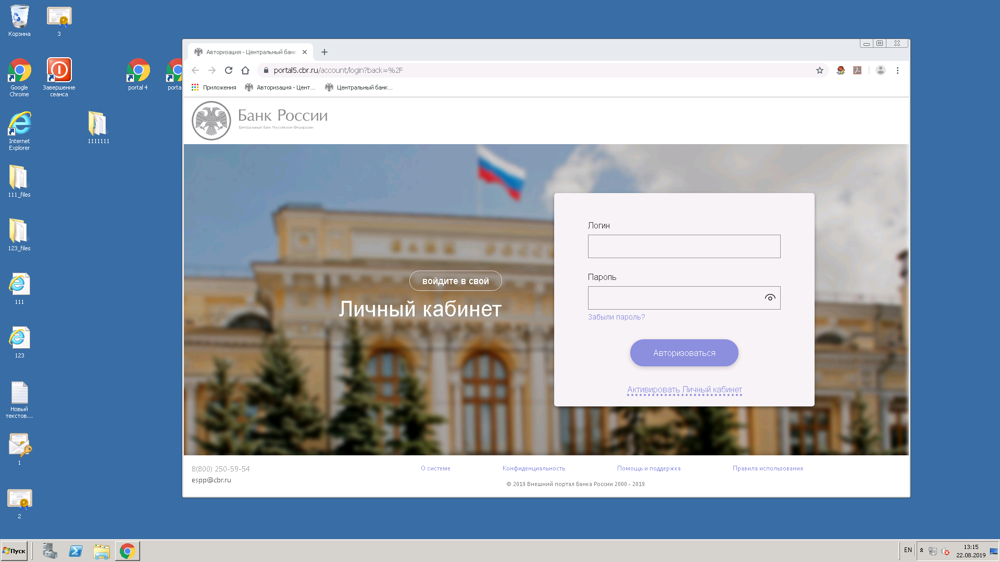 Корзина
3
Google
Chrome
Завершение
сеанса
portal 4
porta
Internet
Explorer
1111111
111_files
123_files
111
123
Новый
текстов...
1
2
Авторизация - Центральный банк
portal5.cbr.ru/account/login?back=%2F
Приложения
Авторизация - Цент...
Центральный банк...
Банк России
Центральный банк Российской Федерации
войдите в свой
Личный кабинет
Логин
Пароль
Забыли пароль?
Авторизоваться
Активировать Личный кабинет
8(800) 250-59-54
espp@cbr.ru
О системе
Конфиденциальность
Помощь и поддержка
Правила использования
© 2019 Внешний портал Банка России 2000 - 2019
Пуск
EN
13:15
22.08.2019